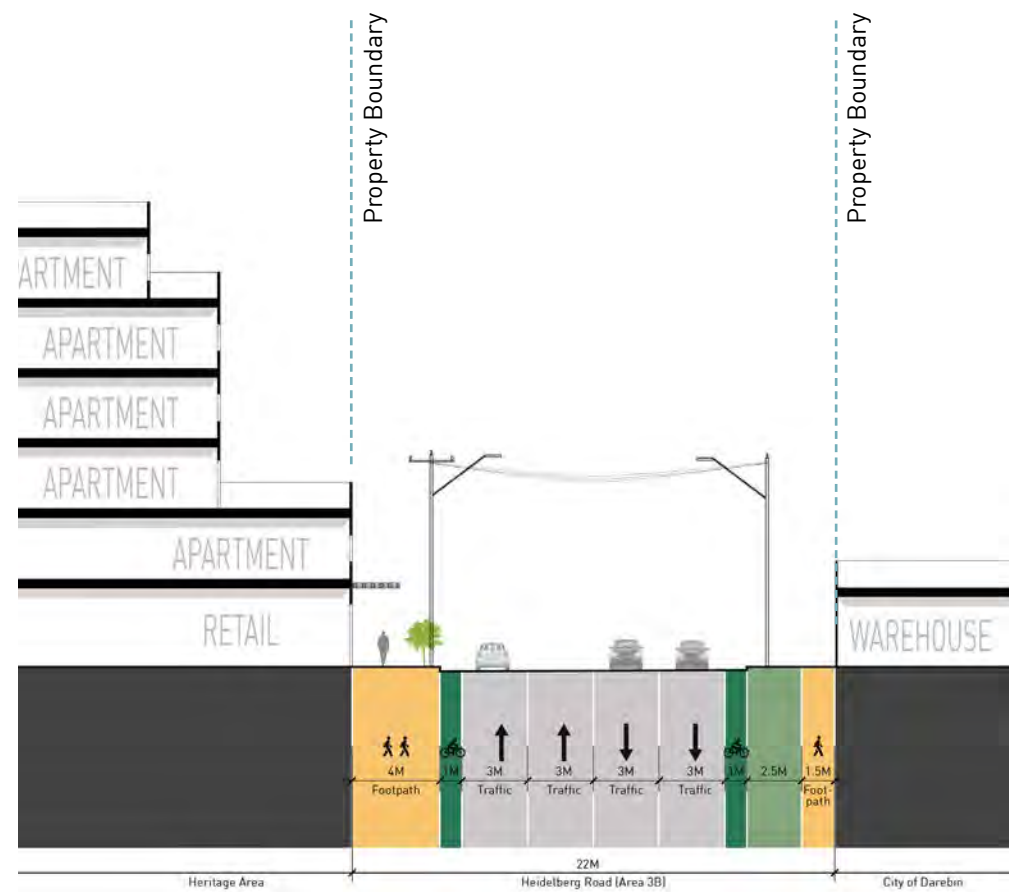 Property Boundary
Property Boundary
PARTMENT
APARTMENT
APARTMENT
APARTMENT
APARTMENT
RETAIL
WAREHOUSE
4M
1M
3M
3M
3M
3M
1M
2.5M
1.5M
Footpath
Traffic
Traffic
Traffic
Traffic
Foot-
path
22M
Heritage Area
Heidelberg Road (Area 3B)
City of Darebin